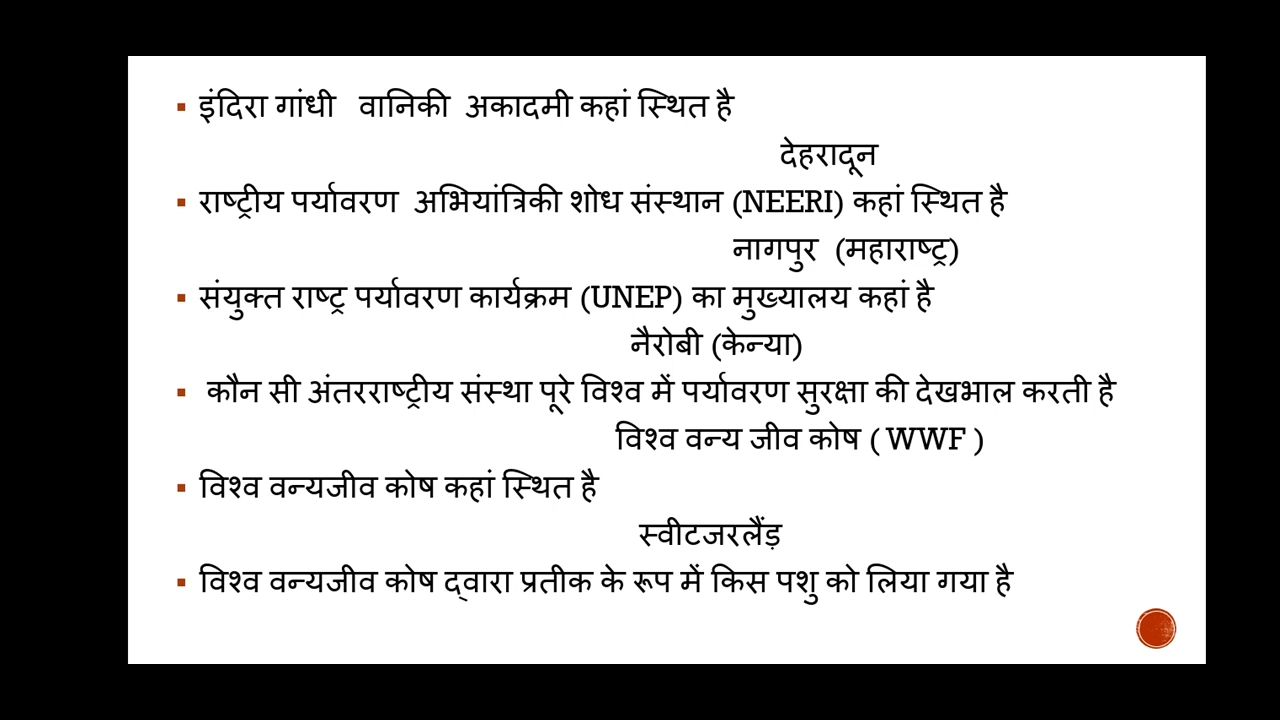 इंदिरा गांधी वानिकी अकादमी कहां स्थित है
देहरादून
राष्ट्रीय पर्यावरण अभियांत्रिकी शोध संस्थान (NEERI) कहां स्थित है
नागपुर (महाराष्ट्र)
संयुक्त राष्ट्र पर्यावरण कार्यक्रम (UNEP) का मुख्यालय कहां है
नैरोबी (केन्या)
कौन सी अंतरराष्ट्रीय संस्था पूरे विश्व में पर्यावरण सुरक्षा की देखभाल करती है
विश्व वन्य जीव कोष ( WWF )
विश्व वन्यजीव कोष कहां स्थित है
स्वीटजरलैंड़
विश्व वन्यजीव कोष द्वारा प्रतीक के रूप में किस पशु को लिया गया है